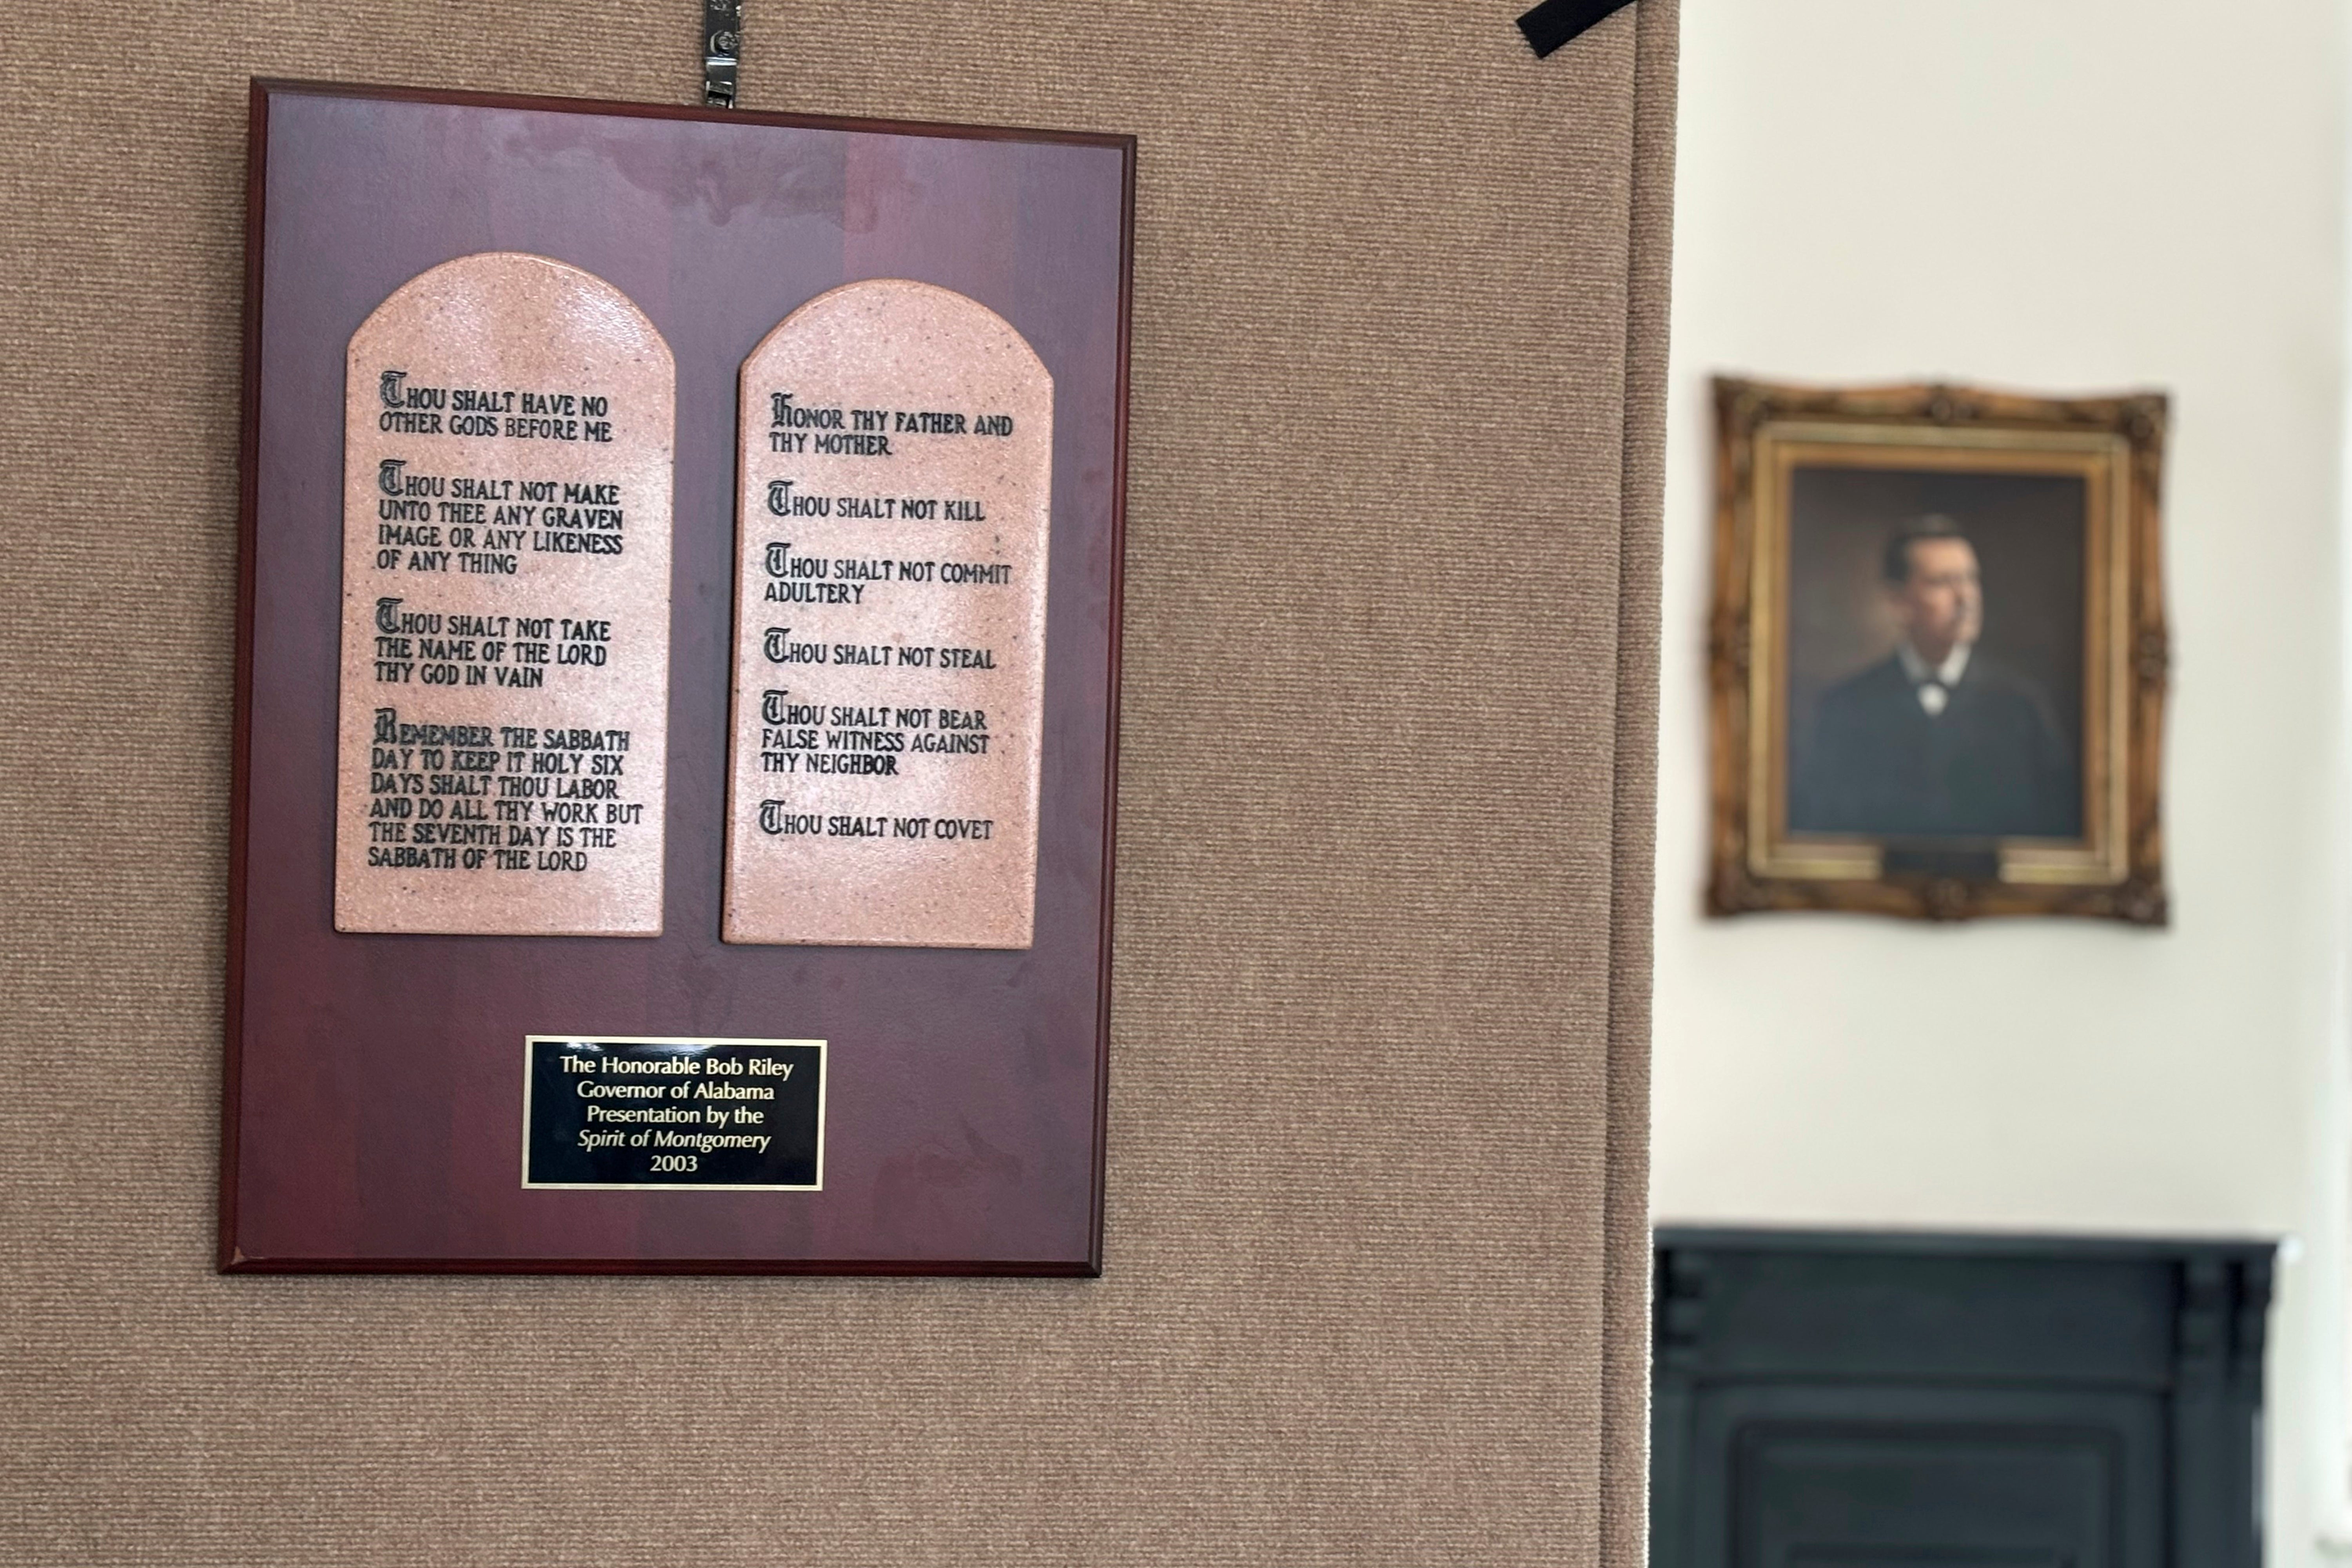 THOU SHALT HAVE NO
OTHER GODS BEFORE ME
THOU SHALT NOT MAKE
UNTO THEE ANY GRAVEN
IMAGE OR ANY LIKENESS
OF ANY THING
THOU SHALT NOT TAKE
THE NAME OF THE LORD
THY GOD IN VAIN
REMEMBER THE SABBATH
DAY TO KEEP IT HOLY SIX
DAYS SHALT THOU LABOR
AND DO ALL THY WORK BUT
THE SEVENTH DAY IS THE
SABBATH OF THE LORD
HONOR THY FATHER AND
THY MOTHER
THOU SHALT NOT KILL
THOU SHALT NOT COMMIT
ADULTERY
THOU SHALT NOT STEAL
THOU SHALT NOT BEAR
FALSE WITNESS AGAINST
THY NEIGHBOR
THOU SHALT NOT COVET
The Honorable Bob Riley
Governor of Alabama
Presentation by the
Spirit of Montgomery
2003